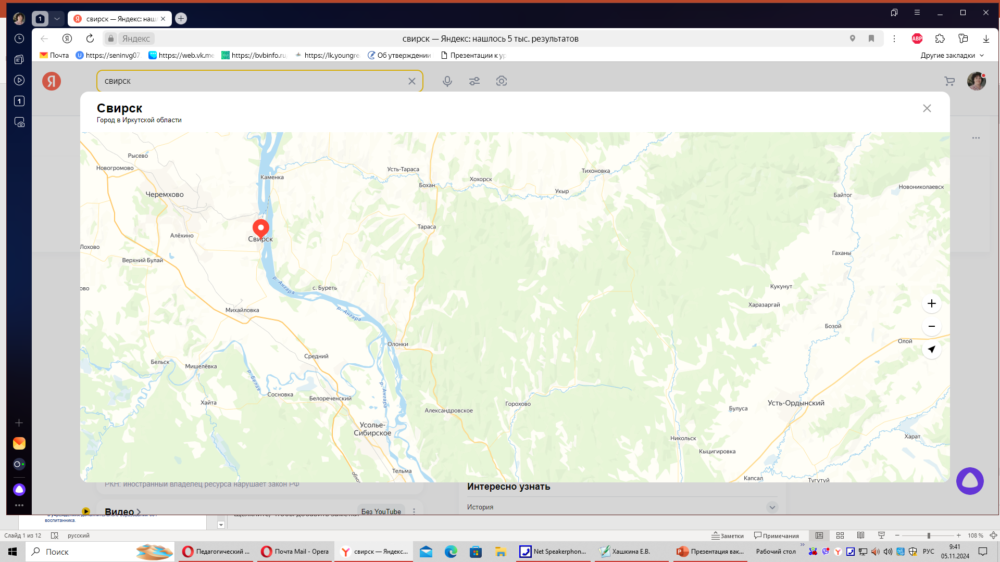 1
свирск — Яндекс: наш
Яндекс
свирск — Яндекс: нашлось 5 тыс. результатов
ABP
Почта
https://seninvg07.
https://web.vk.me
https://bvbinfo.ru
https://lk.youngre
Об утверждении
Презентации к ур
Другие закладки
Я
свирск
1
Свирск
Город в Иркутской области
Рысево
Новогромово
Каменка
Усть-Тараса
Тихоновка
Хохорск
Бохан
Укыр
Новониколаевск
Черемхово
Байтог
Тараса
Алёхино
Свирск
Лохово
Гаханы
Верхний Булай
р. Ангара
с. Буреть
ово
Кукунут
Харазаргай
Михайловка
р. Ангара
Бозой
Олонки
Олой
Средний
Бельск
Мишелёвка
р. Белая
р. Ангара
Сосновка
Белореченский
Хайта
Горохово
Усть-Ордынский
Александровское
Булуса
Усолье-
Сибирское
Харат
Никольск
Кыцигировка
Тельма
Капсал
Тугутуй
РКН: иностранный владелец ресурса нарушает закон РФ
Интересно узнать
История
Видео
Без YouTube
воспитанника.
Слайд 1 из 12
русский
Заметки
Примечания
108 %
Поиск
Педагогический ...
Почта Mail - Opera
свирск — Яндекс...
Net Speakerphon...
Хашкина Е.В.
Презентация вак...
Рабочий стол
РУС
9:41
05.11.2024